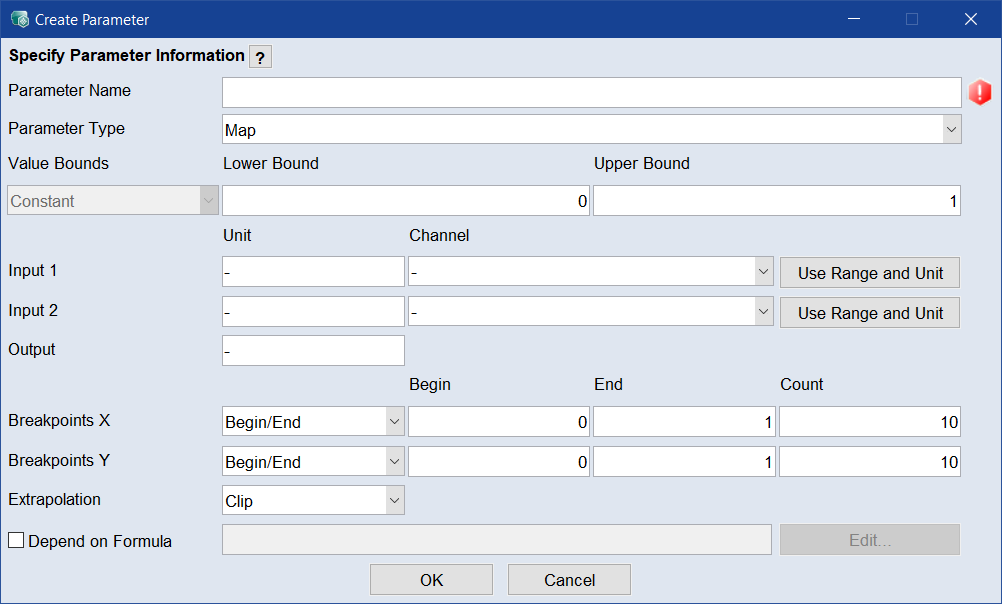 Create Parameter
Specify Parameter Information ?
Parameter Name
Parameter Type Map
Value Bounds Lower Bound Upper Bound
Constant 0 1
Unit Channel
Input 1 - - Use Range and Unit
Input 2 - - Use Range and Unit
Output -
Begin End Count
Breakpoints X Begin/End 0 1 10
Breakpoints Y Begin/End 0 1 10
Extrapolation Clip
Depend on Formula Edit...
OK Cancel